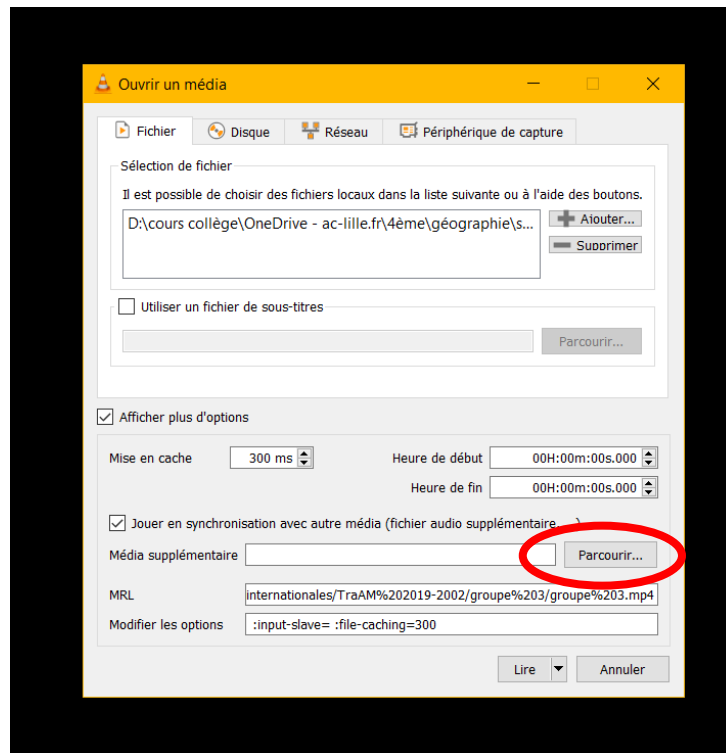 Ouvrir un média
Fichier Disque Réseau Périphérique de capture
Sélection de fichier
Il est possible de choisir des fichiers locaux dans la liste suivante ou à l'aide des boutons.
D:\cours collège\OneDrive - ac-lille.fr\4ème\géographie\s... Ajouter...
Supprimer
Utiliser un fichier de sous-titres
Parcourir...
Afficher plus d'options
Mise en cache 300 ms Heure de début 00H:00m:00s.000
Heure de fin 00H:00m:00s.000
Jouer en synchronisation avec autre média (fichier audio supplémentaire, ...)
Média supplémentaire Parcourir...
MRL internationales/TraAM%202019-2002/groupe%203/groupe%203.mp4
Modifier les options :input-slave= :file-caching=300
Lire Annuler